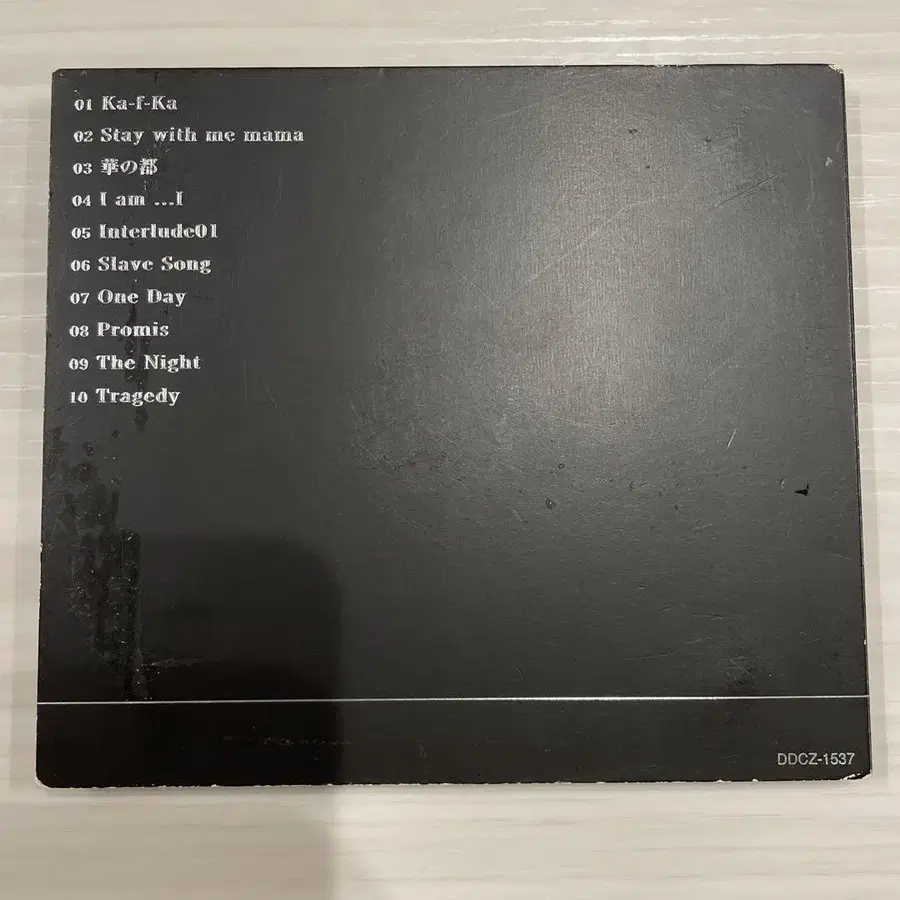 01 Ka-f-Ka
02 Stay with me mama
03 華の都
04 I am ...I
05 Interlude01
06 Slave Song
07 One Day
08 Promis
09 The Night
10 Tragedy
DDCZ-1537